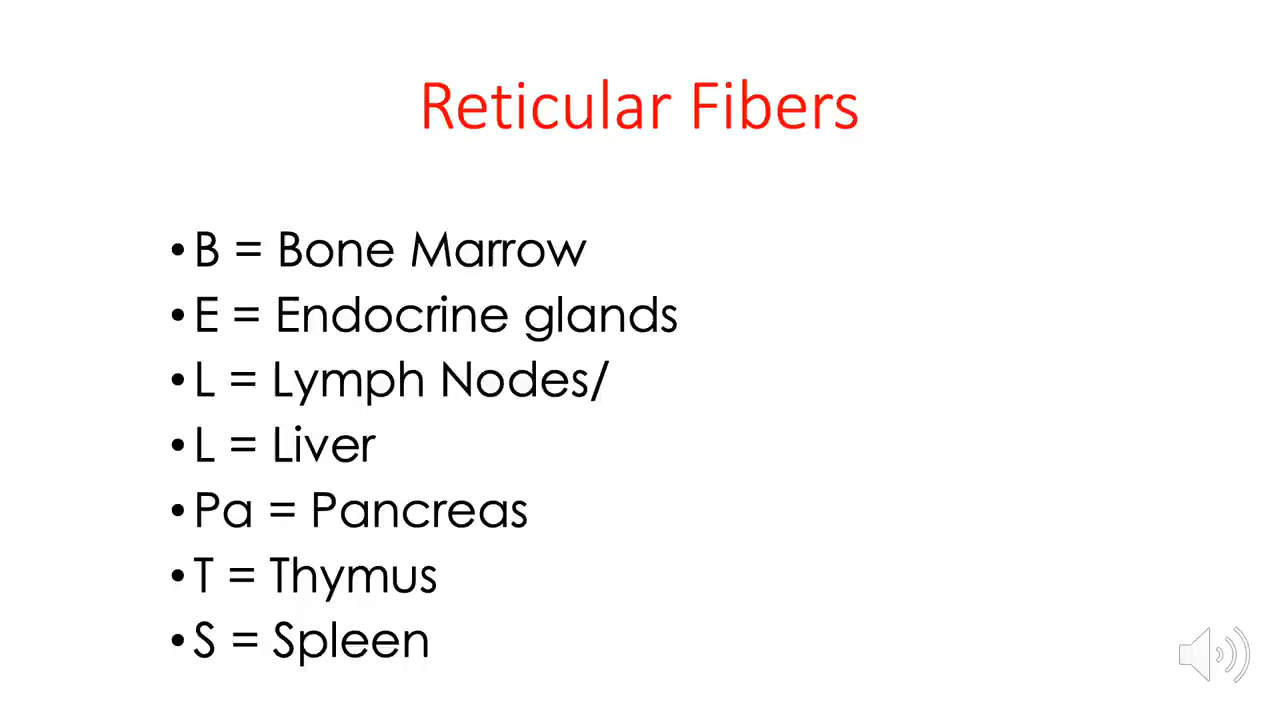 Reticular Fibers
• B = Bone Marrow
• E = Endocrine glands
• L = Lymph Nodes/
• L = Liver
• Pa = Pancreas
• T = Thymus
• S = Spleen